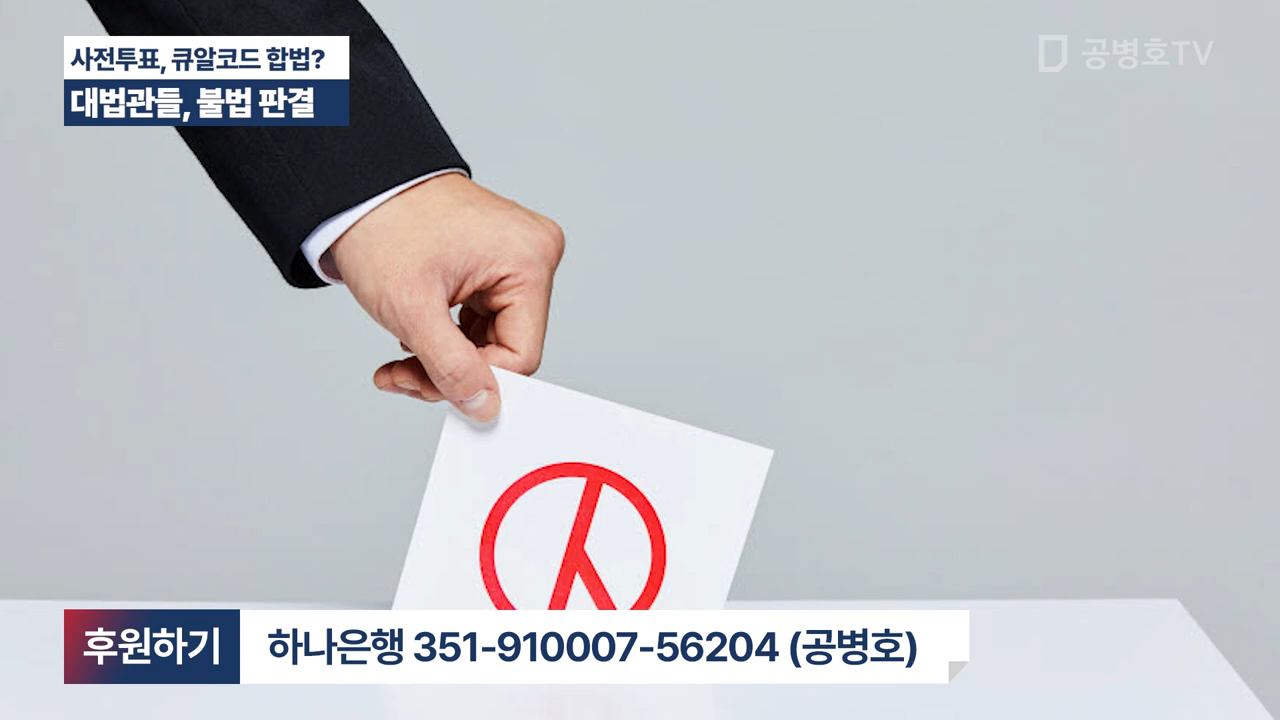 사전투표, 큐알코드 합법?
대법관들, 불법 판결
공병호TV
후원하기
하나은행 351-910007-56204 (공병호)